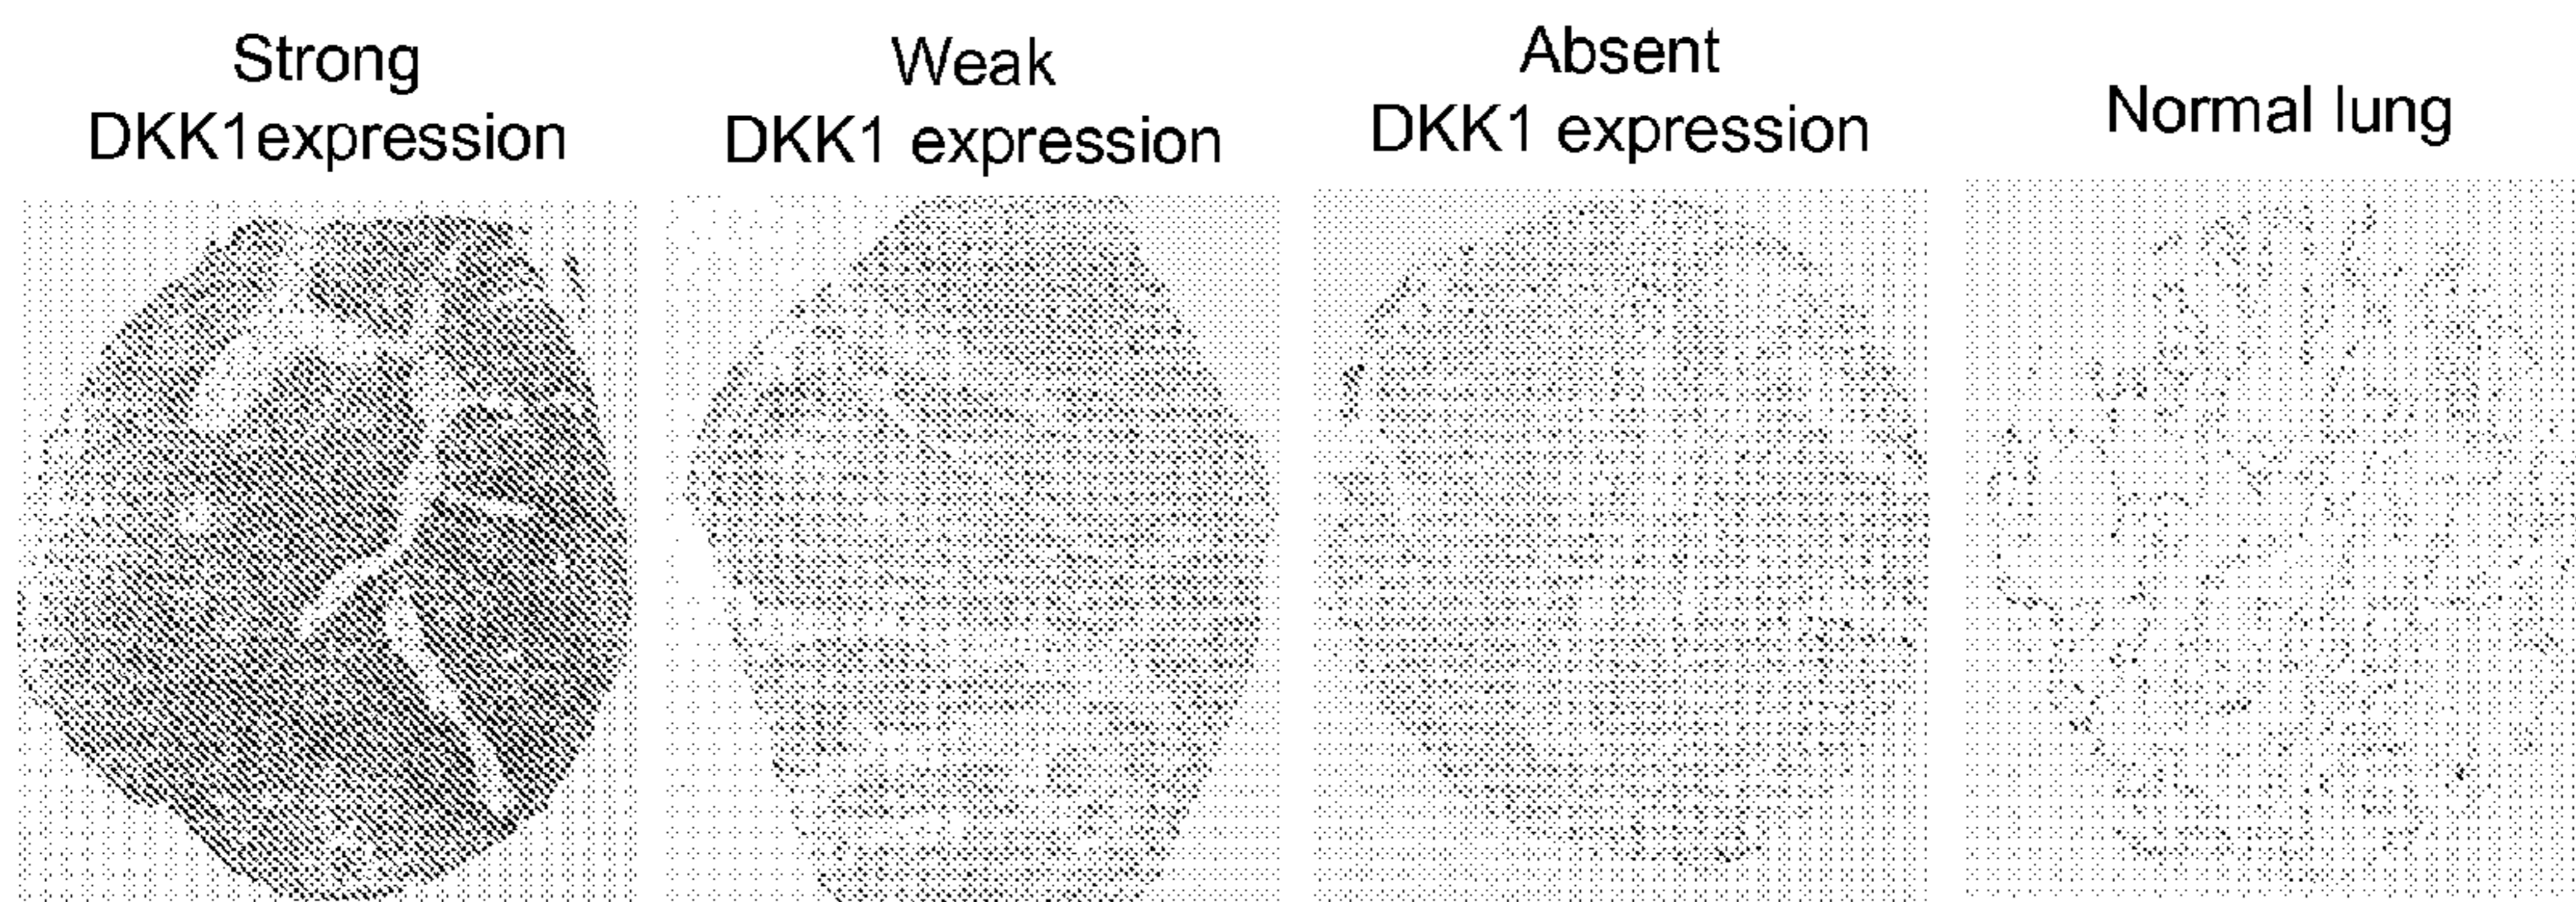 Strong
DKK1expression
Weak
DKK1 expression
Absent
DKK1 expression
Normal lung